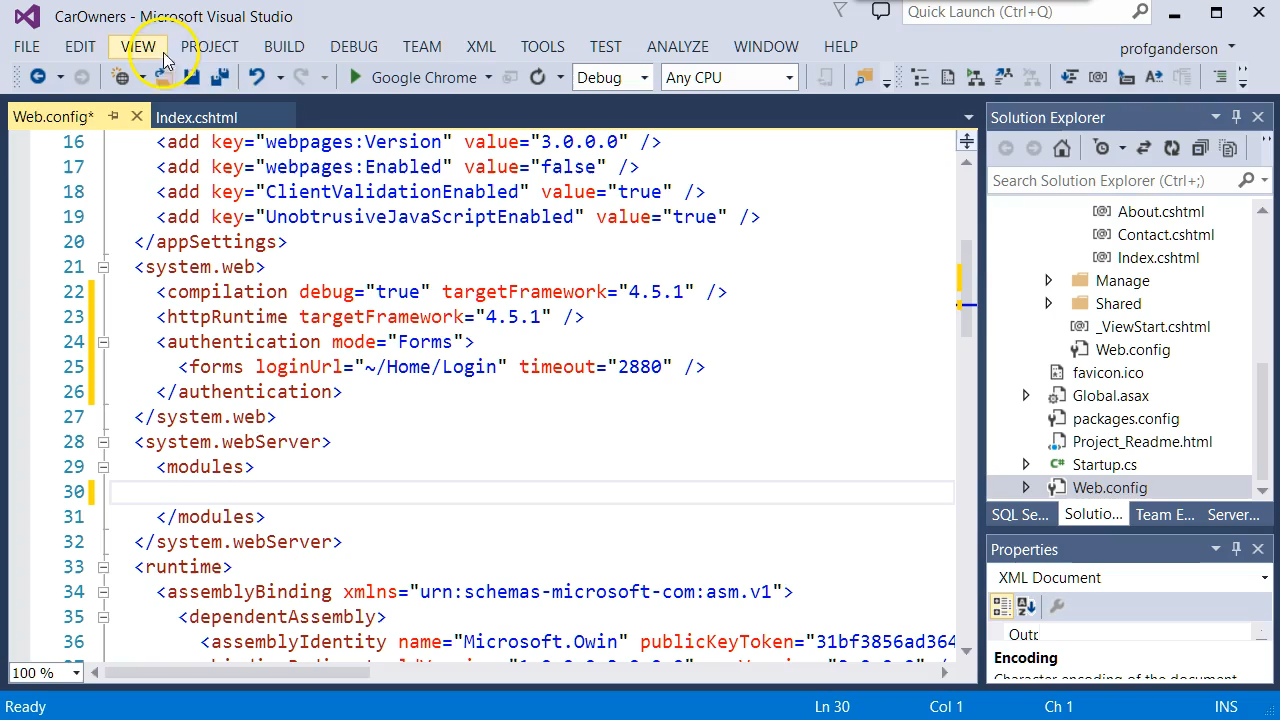 CarOwners - Microsoft Visual Studio
Quick Launch (Ctrl+Q)
FILE EDIT VIEW PROJECT BUILD DEBUG TEAM XML TOOLS TEST ANALYZE WINDOW HELP profganderson
Google Chrome Debug Any CPU
Web.config* Index.cshtml
16 <add key="webpages:Version" value="3.0.0.0" />
17 <add key="webpages:Enabled" value="false" />
18 <add key="ClientValidationEnabled" value="true" />
19 <add key="UnobtrusiveJavaScriptEnabled" value="true" />
20 </appSettings>
21 <system.web>
22 <compilation debug="true" targetFramework="4.5.1" />
23 <httpRuntime targetFramework="4.5.1" />
24 <authentication mode="Forms">
25 <forms loginUrl="~/Home/Login" timeout="2880" />
26 </authentication>
27 </system.web>
28 <system.webServer>
29 <modules>
30
31 </modules>
32 </system.webServer>
33 <runtime>
34 <assemblyBinding xmlns="urn:schemas-microsoft-com:asm.v1">
35 <dependentAssembly>
36 <assemblyIdentity name="Microsoft.Owin" publicKeyToken="31bf3856ad364
100 %
Solution Explorer
Search Solution Explorer (Ctrl+;)
About.cshtml
Contact.cshtml
Index.cshtml
Manage
Shared
_ViewStart.cshtml
Web.config
favicon.ico
Global.asax
packages.config
Project_Readme.html
Startup.cs
Web.config
SQL Se... Solutio... Team E... Server...
Properties
XML Document
Outp
Encoding
Character encoding of the document
Ready Ln 30 Col 1 Ch 1 INS